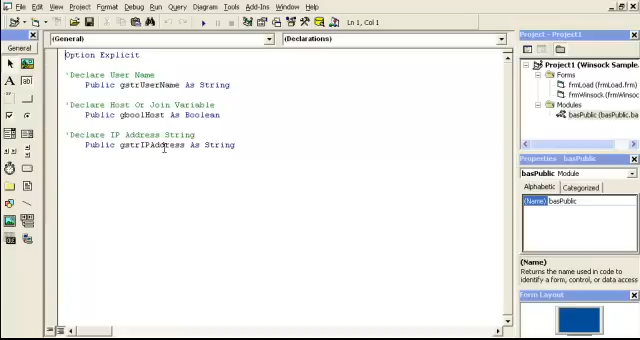 File Edit View Project Format Debug Run Query Diagram Tools Add-Ins Window Help
Ln 1, Col 1
General
(General)
(Declarations)
Option Explicit
'Declare User Name
Public gstrUserName As String
'Declare Host Or Join Variable
Public gboolHost As Boolean
'Declare IP Address String
Public gstrIPAddress As String
Project - Project1
Project1 (Winsock Sample.
Forms
frmLoad (frmLoad.frm)
frmWinsock (frmWinsock
Modules
basPublic (basPublic.ba
Properties - basPublic
basPublic Module
Alphabetic
Categorized
(Name) basPublic
(Name)
Returns the name used in code to
identify a form, control, or data access
Form Layout